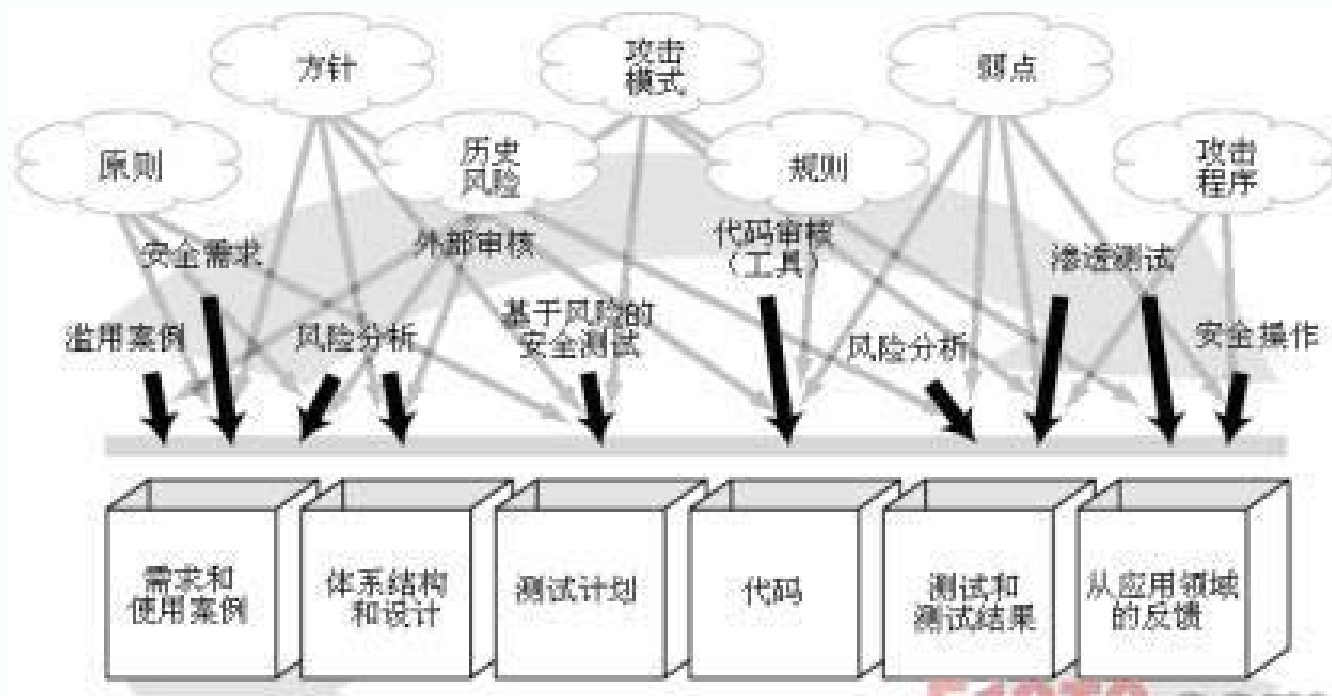 方针
攻击
模式
弱点
原则
历史
风险
规则
攻击
程序
安全需求
外部审核
代码审核
（工具）
渗透测试
滥用案例
风险分析
基于风险的
安全测试
风险分析
安全操作
需求和
使用案例
体系结构
和设计
测试计划
代码
测试和
测试结果
从应用领域
的反馈